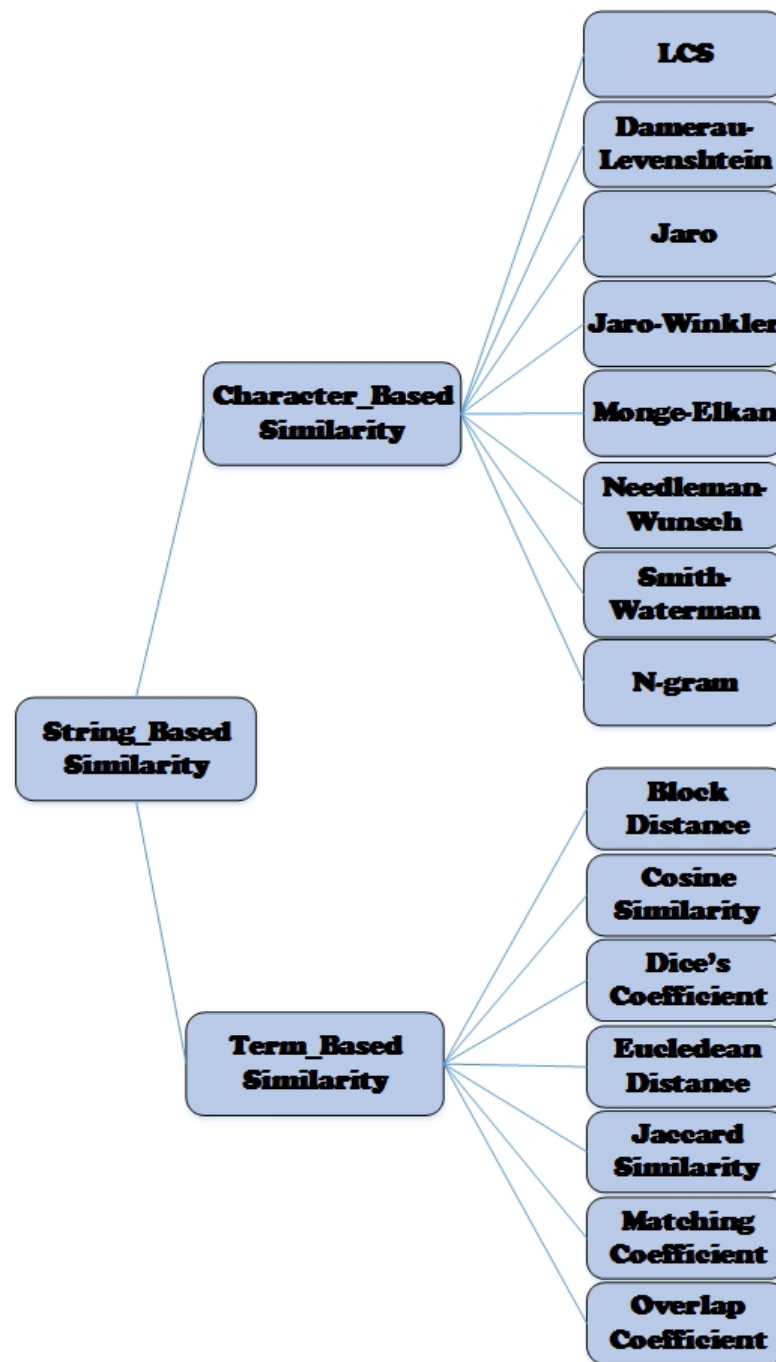 LCS
Damerau-
Levenshtein
Jaro
Jaro-Winkler
Character_Based
Similarity
Monge-Elkan
Needleman-
Wunsch
Smith-
Waterman
N-gram
String_Based
Similarity
Block
Distance
Cosine
Similarity
Dice's
Coefficient
Term_Based
Similarity
Eucledean
Distance
Jaccard
Similarity
Matching
Coefficient
Overlap
Coefficient